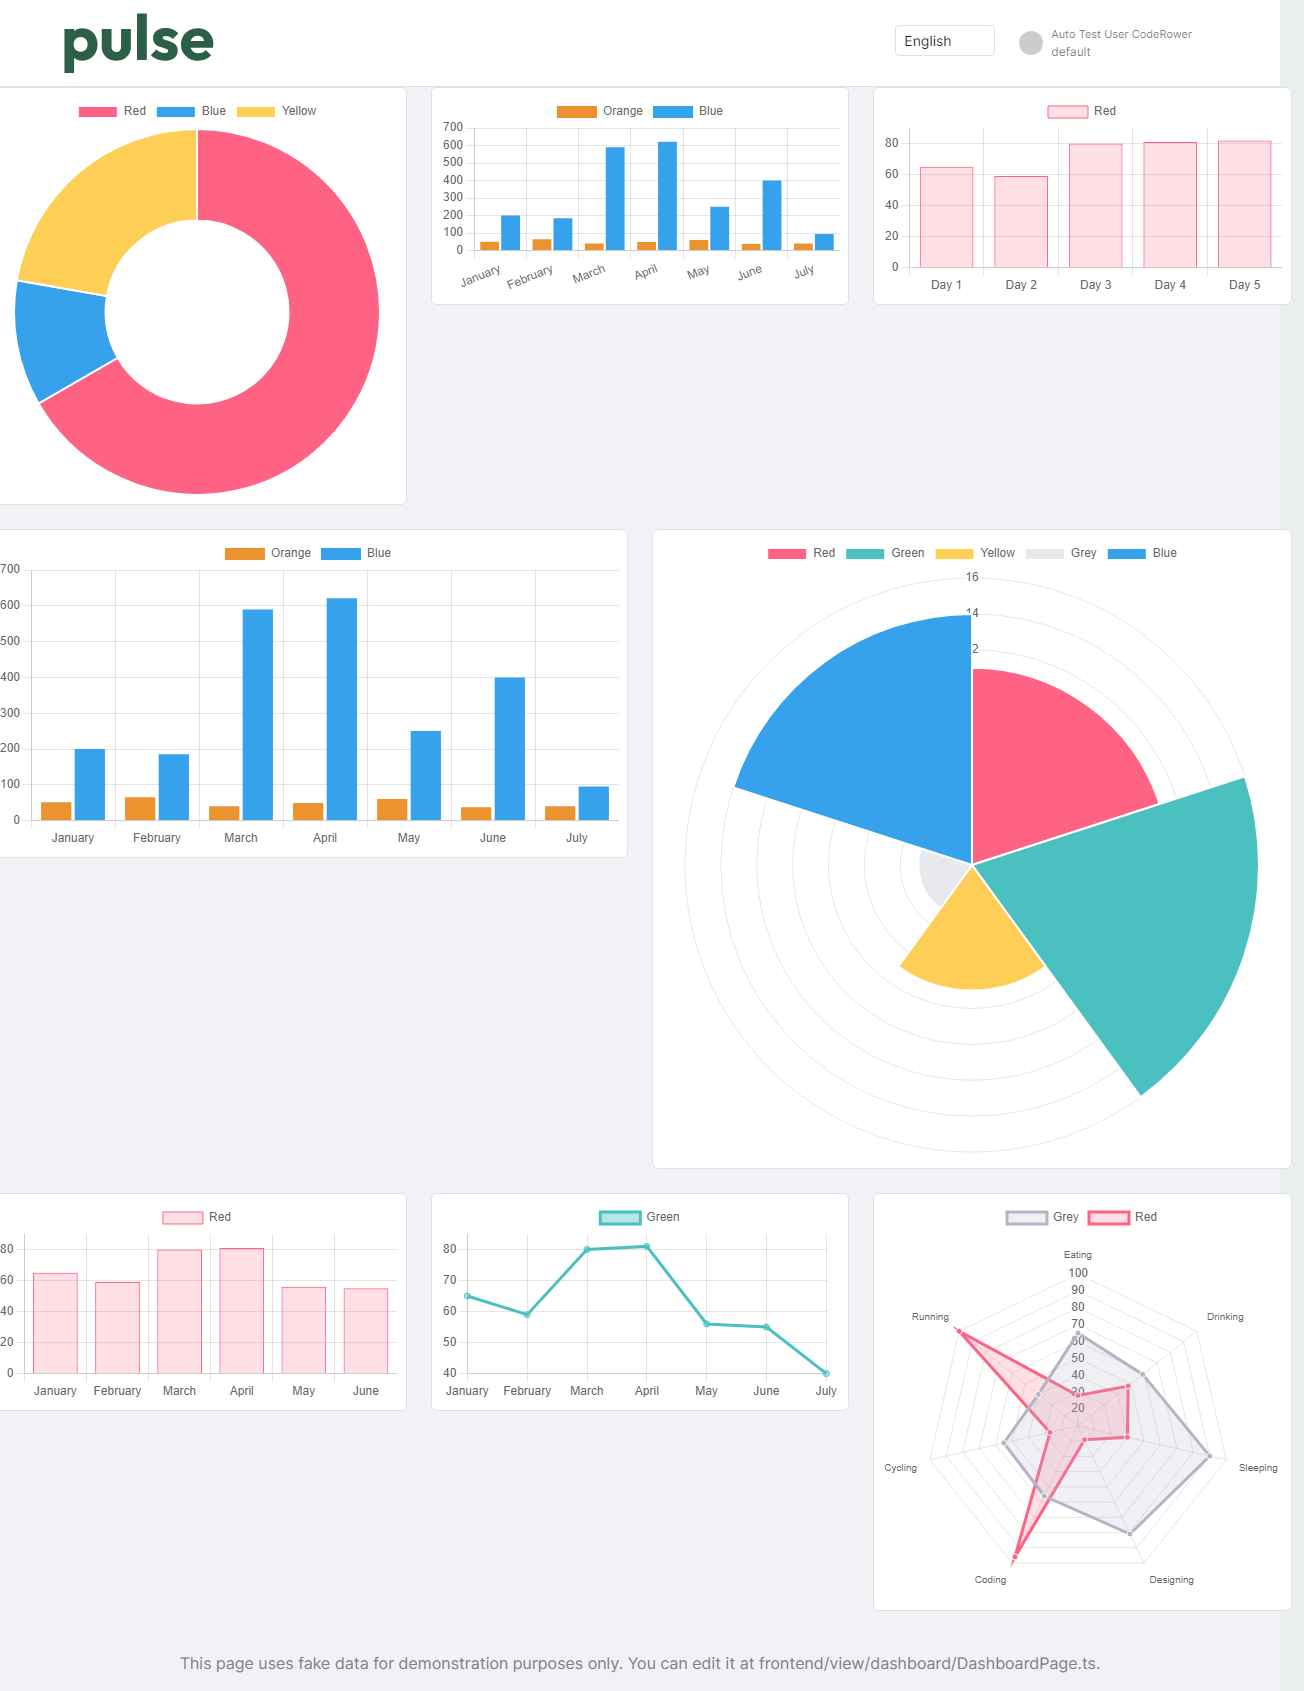 pulse
English
Auto Test User CodeRower
default
Red Blue Yellow
Orange Blue
700
600
500
400
300
200
100
0
January February March April May June July
Red
80
60
40
20
0
Day 1 Day 2 Day 3 Day 4 Day 5
Orange Blue
700
600
500
400
300
200
100
0
January February March April May June July
Red Green Yellow Grey Blue
16
14
2
Red
80
60
40
20
0
January February March April May June
Green
80
70
60
50
40
January February March April May June July
Grey Red
Eating
100
90
80
70
60
50
40
30
20
Running
Drinking
Cycling
Sleeping
Coding
Designing
This page uses fake data for demonstration purposes only. You can edit it at frontend/view/dashboard/DashboardPage.ts.